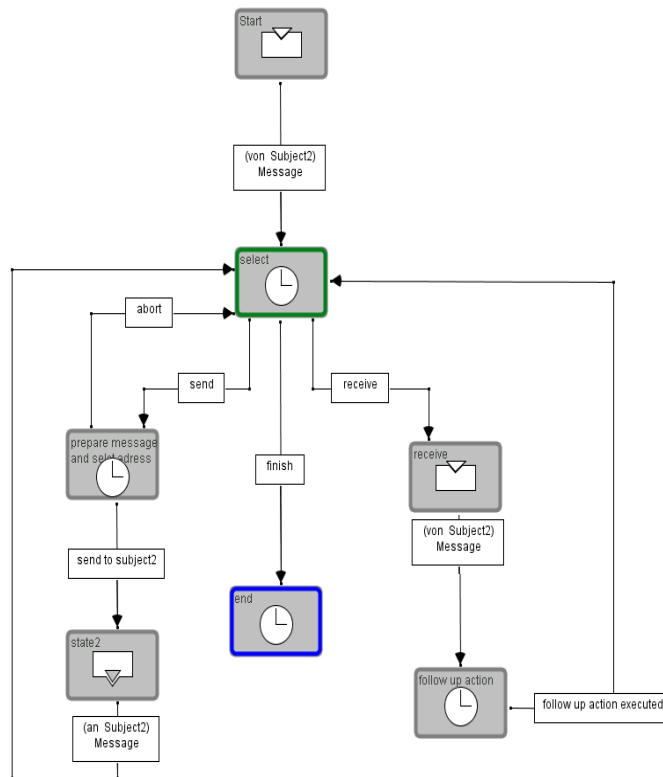 Start
(von Subject2)
Message
select
abort
send
receive
prepare message
and selct adress
finish
receive
(von Subject2)
Message
send to subject2
end
state2
follow up action
follow up action executed
(an Subject2)
Message